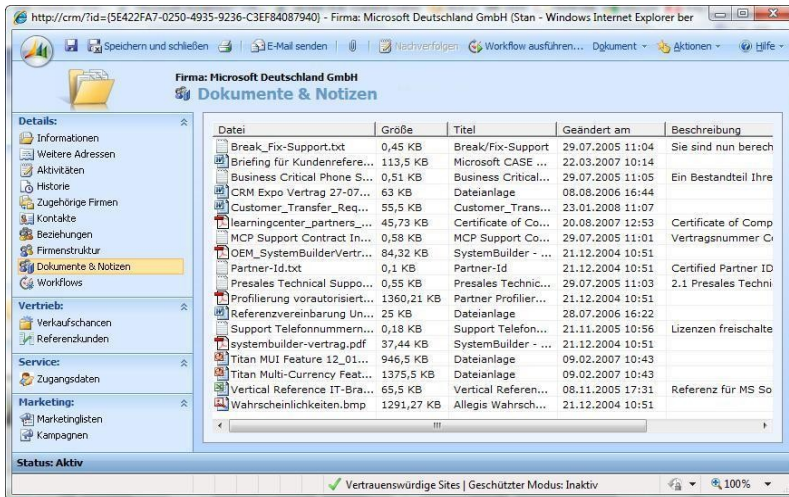 http://crm/?id={5E422FA7-0250-4935-9236-C3EF84087940} - Firma: Microsoft Deutschland GmbH (Stan - Windows Internet Explorer ber
Speichern und schließen E-Mail senden Nachverfolgen Workflow ausführen... Dokument Aktionen Hilfe
Firma: Microsoft Deutschland GmbH
Dokumente & Notizen
Details:
Informationen
Weitere Adressen
Aktivitäten
Historie
Zugehörige Firmen
Kontakte
Beziehungen
Firmenstruktur
Dokumente & Notizen
Workflows
Vertrieb:
Verkaufschancen
Referenzkunden
Service:
Zugangsdaten
Marketing:
Marketinglisten
Kampagnen
Datei Größe Titel Geändert am Beschreibung
Break_Fix-Support.txt 0,45 KB Break/Fix-Support 29.07.2005 11:04 Sie sind nun berech
Briefing für Kundenrefere... 113,5 KB Microsoft CASE ... 22.03.2007 10:14
Business Critical Phone S... 0,51 KB Business Critical... 29.07.2005 11:05 Ein Bestandteil Ihre
CRM Expo Vertrag 27-07... 63 KB Dateianlage 08.08.2006 16:44
Customer_Transfer_Req... 55,5 KB Customer_Trans... 23.01.2008 11:07
learningcenter_partners_... 45,73 KB Certificate of Co... 20.08.2007 12:53 Certificate of Comp
MCP Support Contract In... 0,58 KB MCP Support Co... 29.07.2005 11:01 Vertragsnummer Co
OEM_SystemBuilderVertr... 84,32 KB SystemBuilder - ... 21.12.2004 10:51
Partner-Id.txt 0,1 KB Partner-Id 21.12.2004 10:51 Certified Partner ID
Presales Technical Suppo... 0,55 KB Presales Technic... 29.07.2005 11:03 2.1 Presales Techni
Profilierung vorautorisiert... 1360,21 KB Partner Profilier... 21.12.2004 10:51
Referenzvereinbarung Un... 25 KB Dateianlage 28.07.2006 16:22
Support Telefonnummern... 0,18 KB Support Telefon... 21.11.2005 10:56 Lizenzen freischalte
systembuilder-vertrag.pdf 37,44 KB SystemBuilder - ... 21.12.2004 10:51
Titan MUI Feature 12_01... 946,5 KB Dateianlage 09.02.2007 10:43
Titan Multi-Currency Feat... 1375,5 KB Dateianlage 09.02.2007 10:43
Vertical Reference IT-Bra... 65,5 KB Vertical Referen... 08.11.2005 17:31 Referenz für MS So
Wahrscheinlichkeiten.bmp 1291,27 KB Allegis Wahrsch... 21.12.2004 10:51
Status: Aktiv
Vertrauenswürdige Sites | Geschützter Modus: Inaktiv 100%